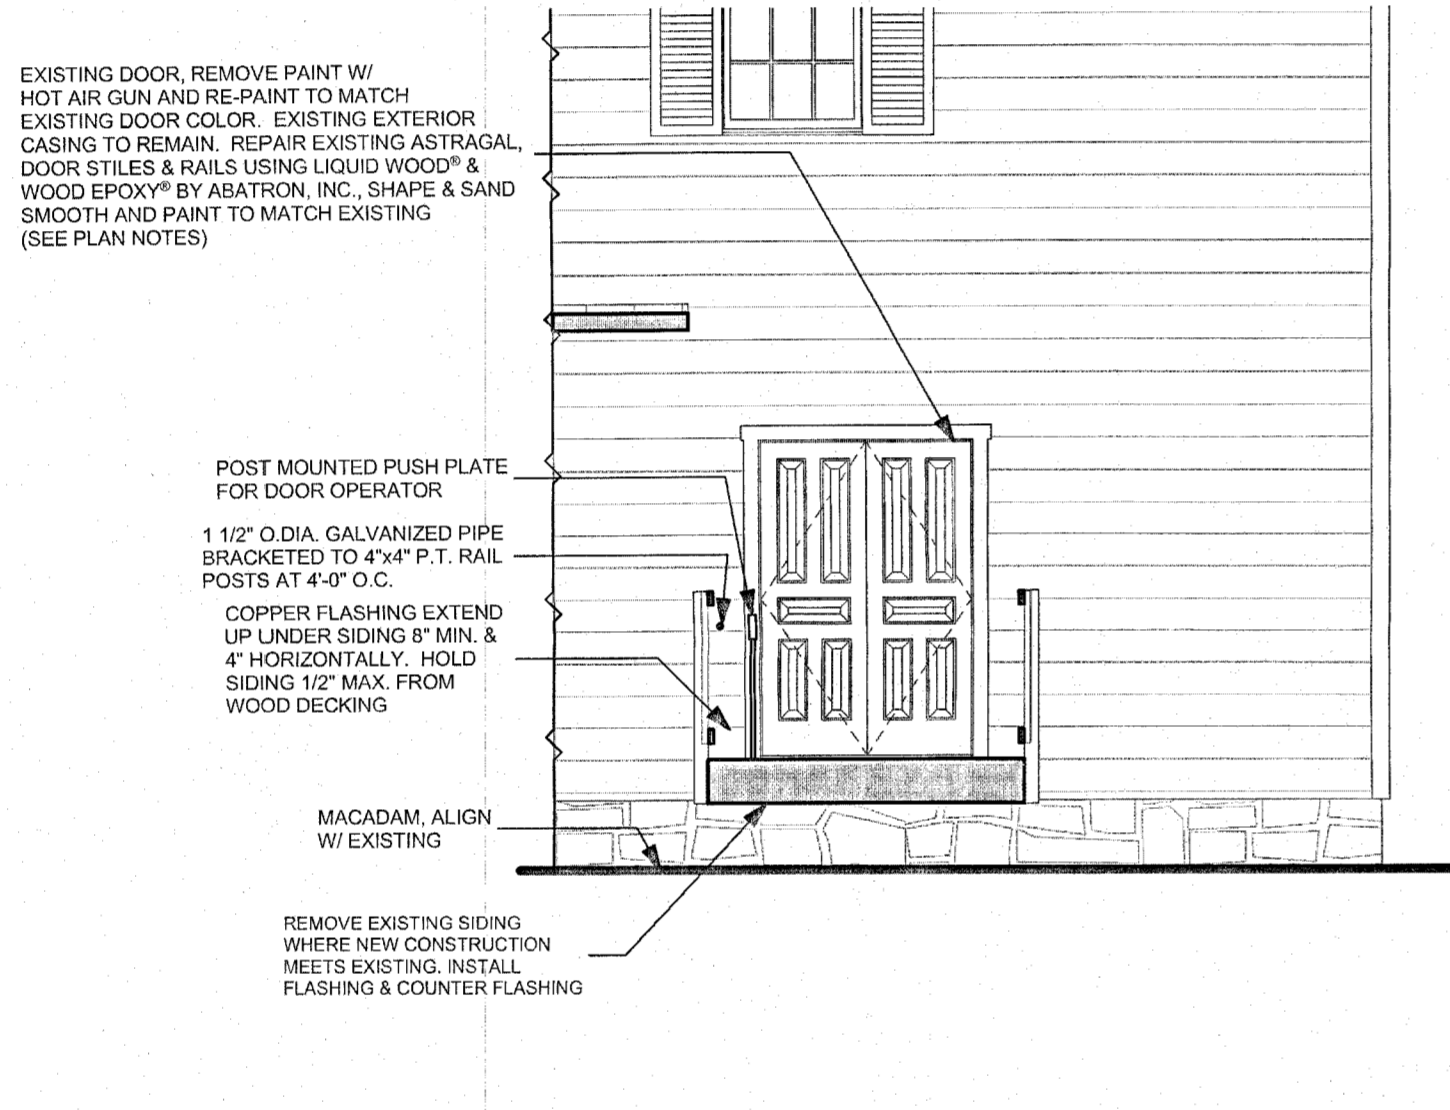 EXISTING DOOR, REMOVE PAINT W/
HOT AIR GUN AND RE-PAINT TO MATCH
EXISTING DOOR COLOR. EXISTING EXTERIOR
CASING TO REMAIN. REPAIR EXISTING ASTRAGAL,
DOOR STILES & RAILS USING LIQUID WOOD® &
WOOD EPOXY® BY ABATRON, INC., SHAPE & SAND
SMOOTH AND PAINT TO MATCH EXISTING
(SEE PLAN NOTES)
POST MOUNTED PUSH PLATE
FOR DOOR OPERATOR
1 1/2" O.DIA. GALVANIZED PIPE
BRACKETED TO 4"x4" P.T. RAIL
POSTS AT 4'-0" O.C.
COPPER FLASHING EXTEND
UP UNDER SIDING 8" MIN. &
4" HORIZONTALLY. HOLD
SIDING 1/2" MAX. FROM
WOOD DECKING
MACADAM, ALIGN
W/ EXISTING
REMOVE EXISTING SIDING
WHERE NEW CONSTRUCTION
MEETS EXISTING. INSTALL
FLASHING & COUNTER FLASHING